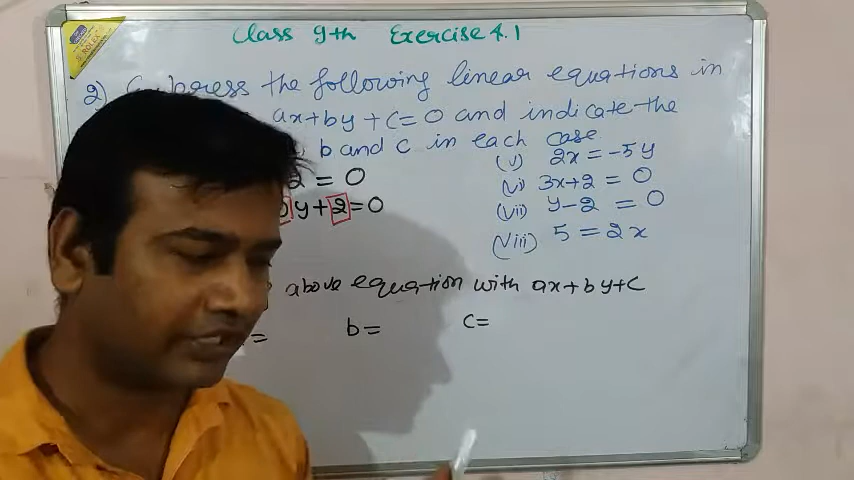 Class 9th Exercise 4.1
2) the following linear equations in
ax+by+c=0 and indicate the
b and c in each case
(v) 2x=-5y
2 = 0
(vi) 3x+2=0
y+2=0
(vii) y-2=0
(viii) 5=2x
above equation with ax+by+c
= b= c=